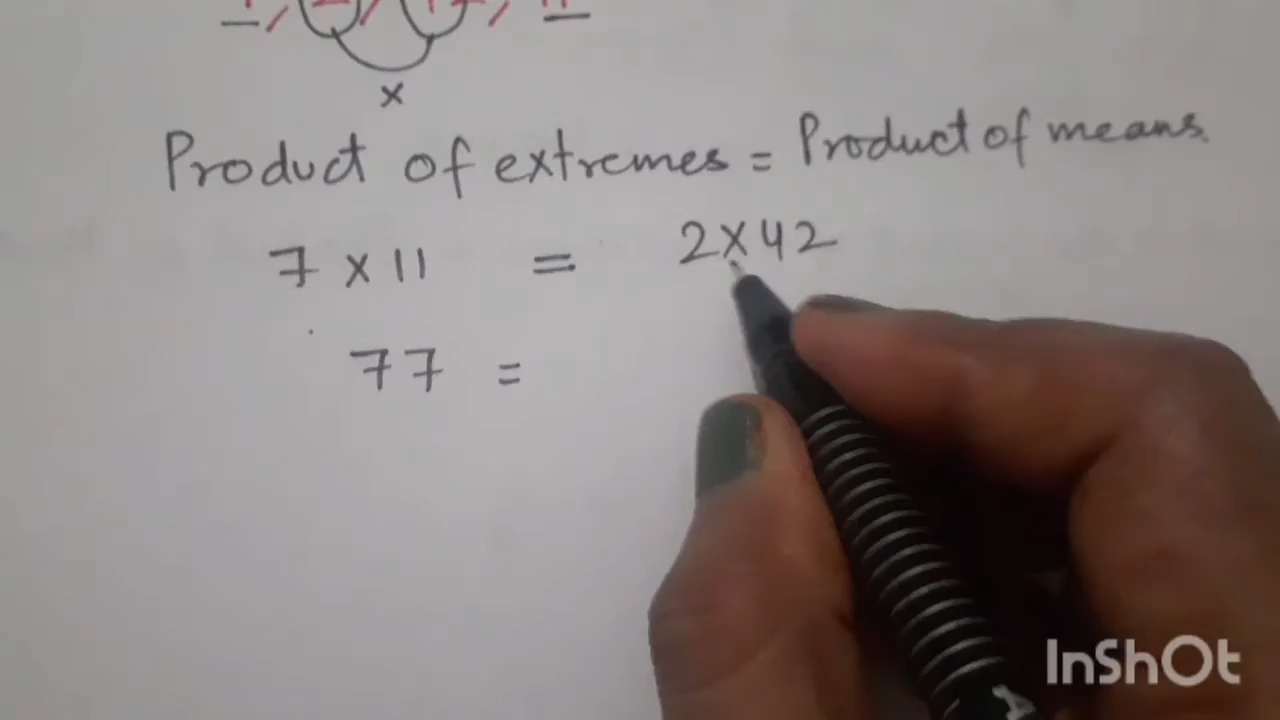 x
Product of extremes = Product of means.
7 x 11 = 2 x 42
77 =
InShOt